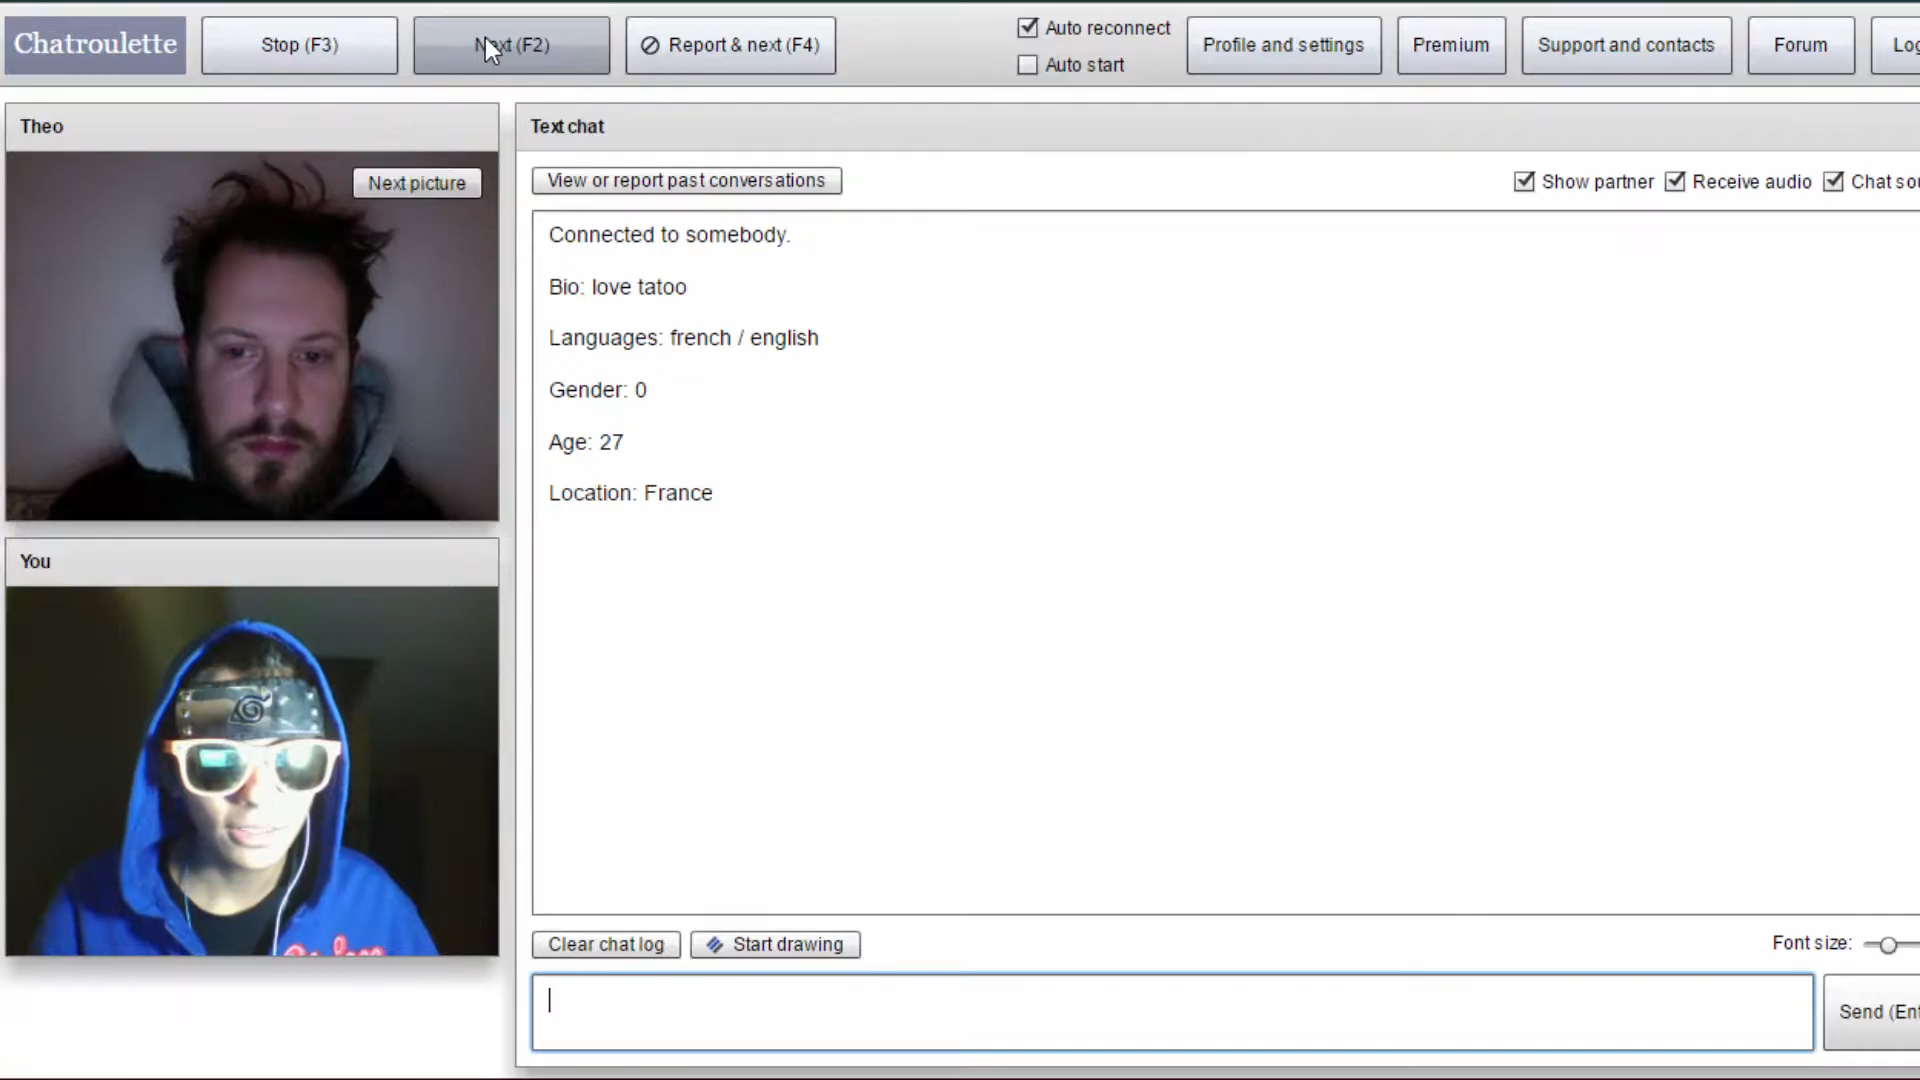 Chatroulette
Stop (F3)
Next (F2)
Report & next (F4)
Auto reconnect
Auto start
Profile and settings
Premium
Support and contacts
Forum
Theo
Next picture
Text chat
View or report past conversations
Show partner
Receive audio
Chat
Connected to somebody.
Bio: love tatoo
Languages: french / english
Gender: 0
Age: 27
Location: France
You
Clear chat log
Start drawing
Font size:
Send